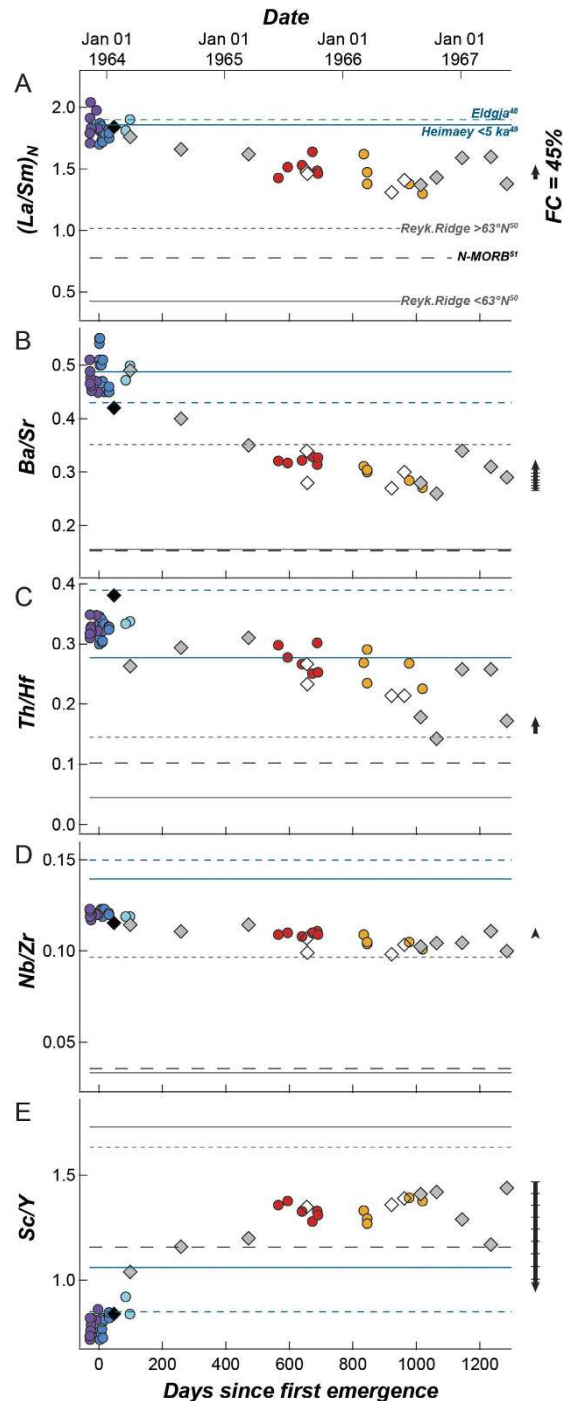 Date
Jan 01 1964
Jan 01 1965
Jan 01 1966
Jan 01 1967
A
(La/Sm)N
2.0
1.5
1.0
0.5
Eldgja48
Heimaey <5 ka49
Reyk.Ridge >63°N50
N-MORB51
Reyk.Ridge <63°N50
FC = 45%
B
Ba/Sr
0.5
0.4
0.3
0.2
C
Th/Hf
0.4
0.3
0.2
0.1
0.0
D
Nb/Zr
0.15
0.10
0.05
E
Sc/Y
1.5
1.0
0 200 400 600 800 1000 1200
Days since first emergence